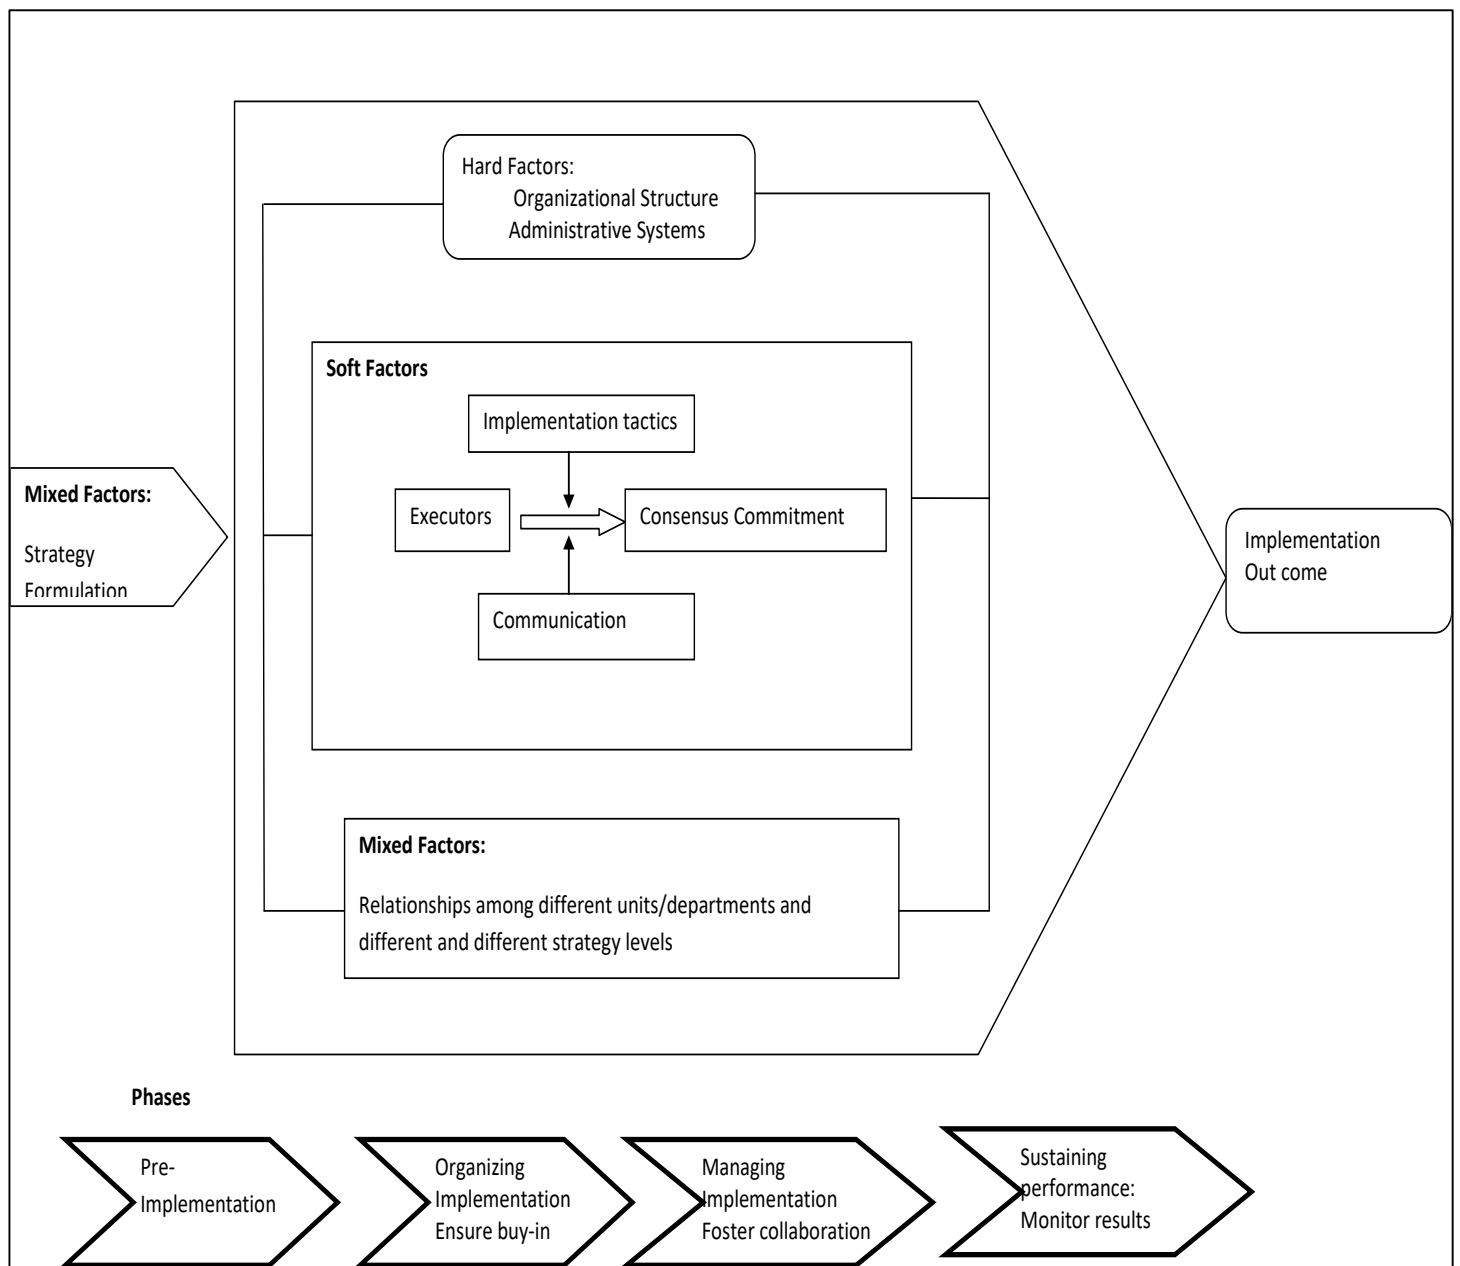 Hard Factors:
Organizational Structure
Administrative Systems
Soft Factors
Implementation tactics
Mixed Factors:
Strategy
Formulation
Executors
Consensus Commitment
Communication
Implementation
Out come
Mixed Factors:
Relationships among different units/departments and
different and different strategy levels
Phases
Pre-
Implementation
Organizing
Implementation
Ensure buy-in
Managing
Implementation
Foster collaboration
Sustaining
performance:
Monitor results